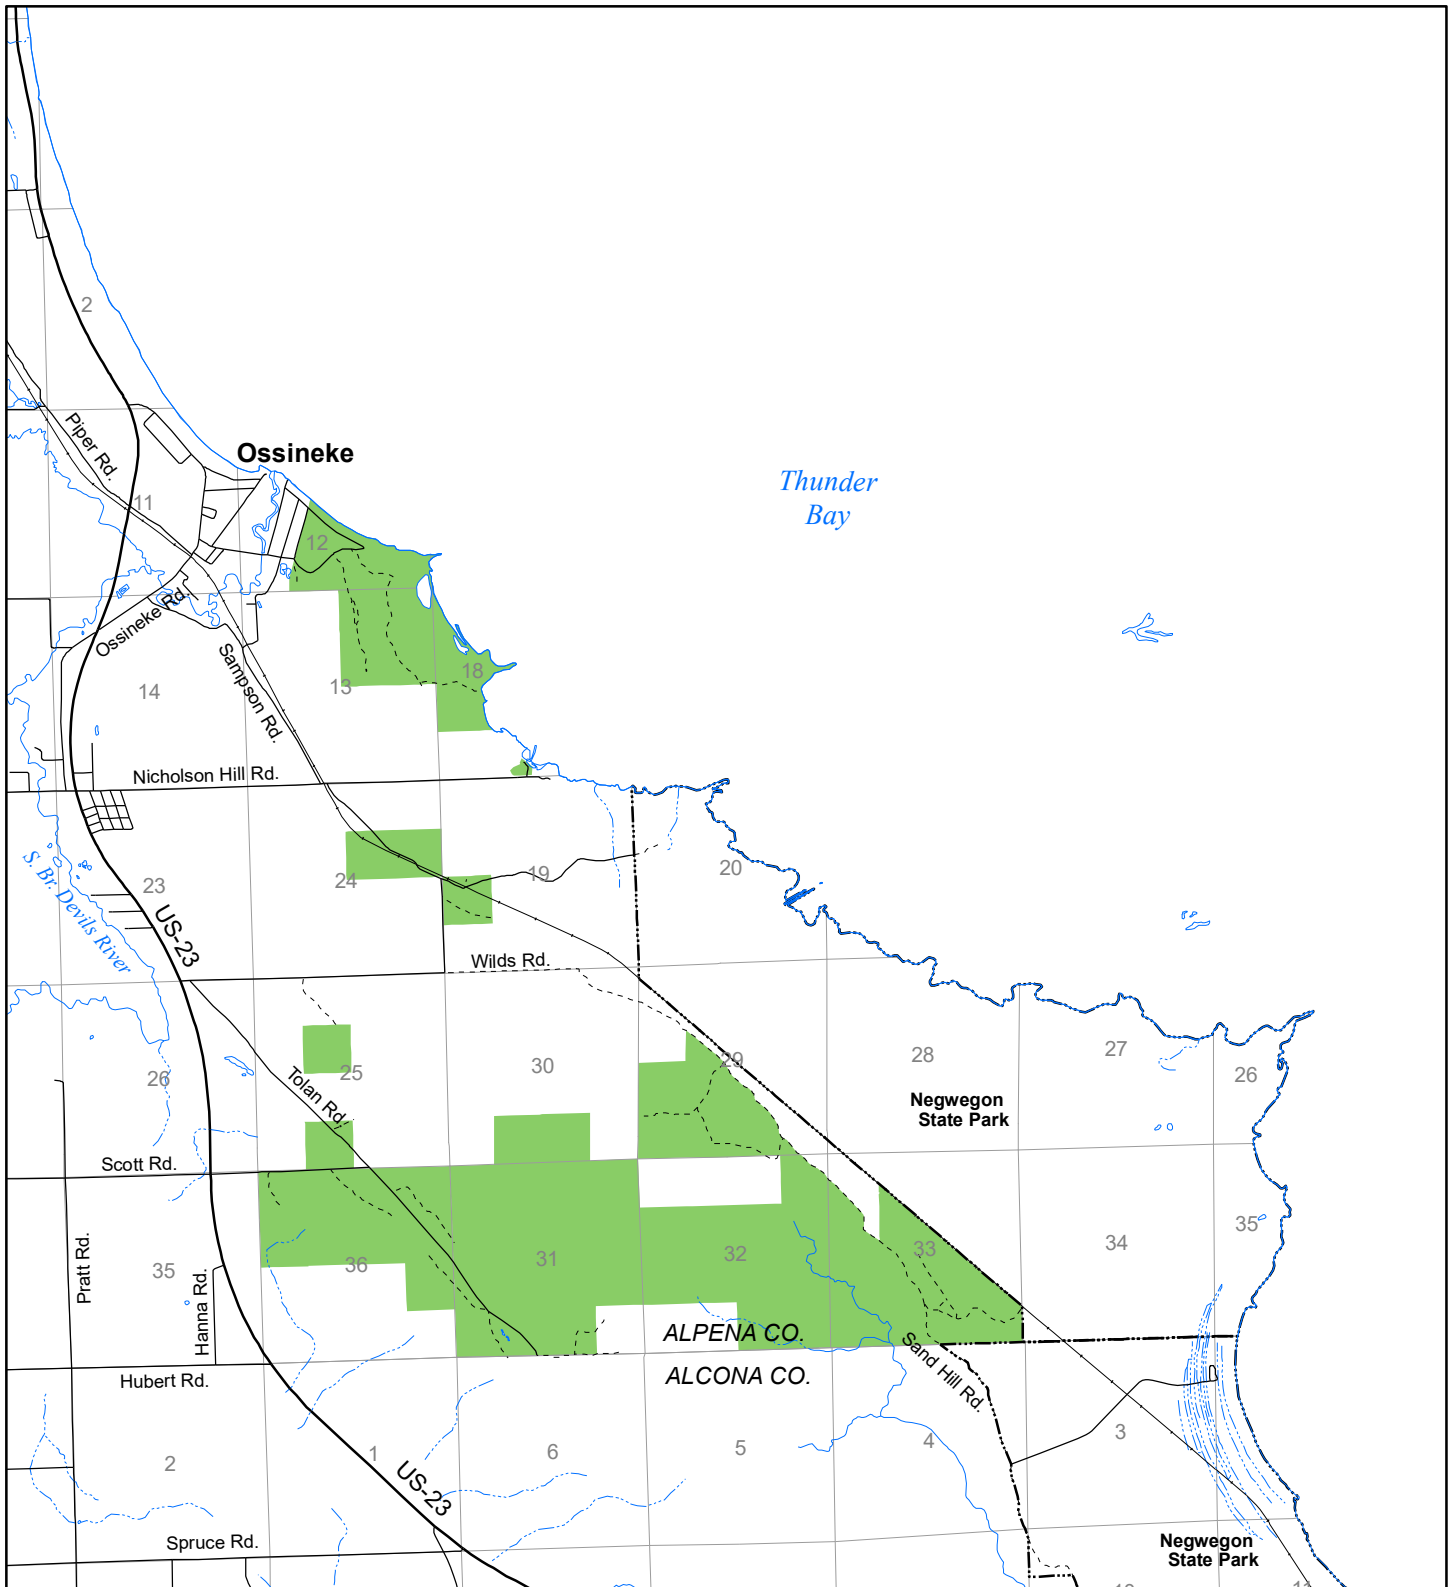 2
Piper Rd.
Ossineke
Thunder
Bay
11
12
Ossineke Rd.
Sampson Rd.
18
14
13
Nicholson Hill Rd.
S. Br. Devils River
23
24
19
20
US-23
Wilds Rd.
26
25
Tolan Rd.
30
29
28
27
26
Negwegon
State Park
Scott Rd.
Pratt Rd.
35
Hanna Rd.
36
31
32
33
34
35
ALPENA CO.
ALCONA CO.
Sand Hill Rd.
Hubert Rd.
2
1
US-23
6
5
4
3
Spruce Rd.
Negwegon
State Park